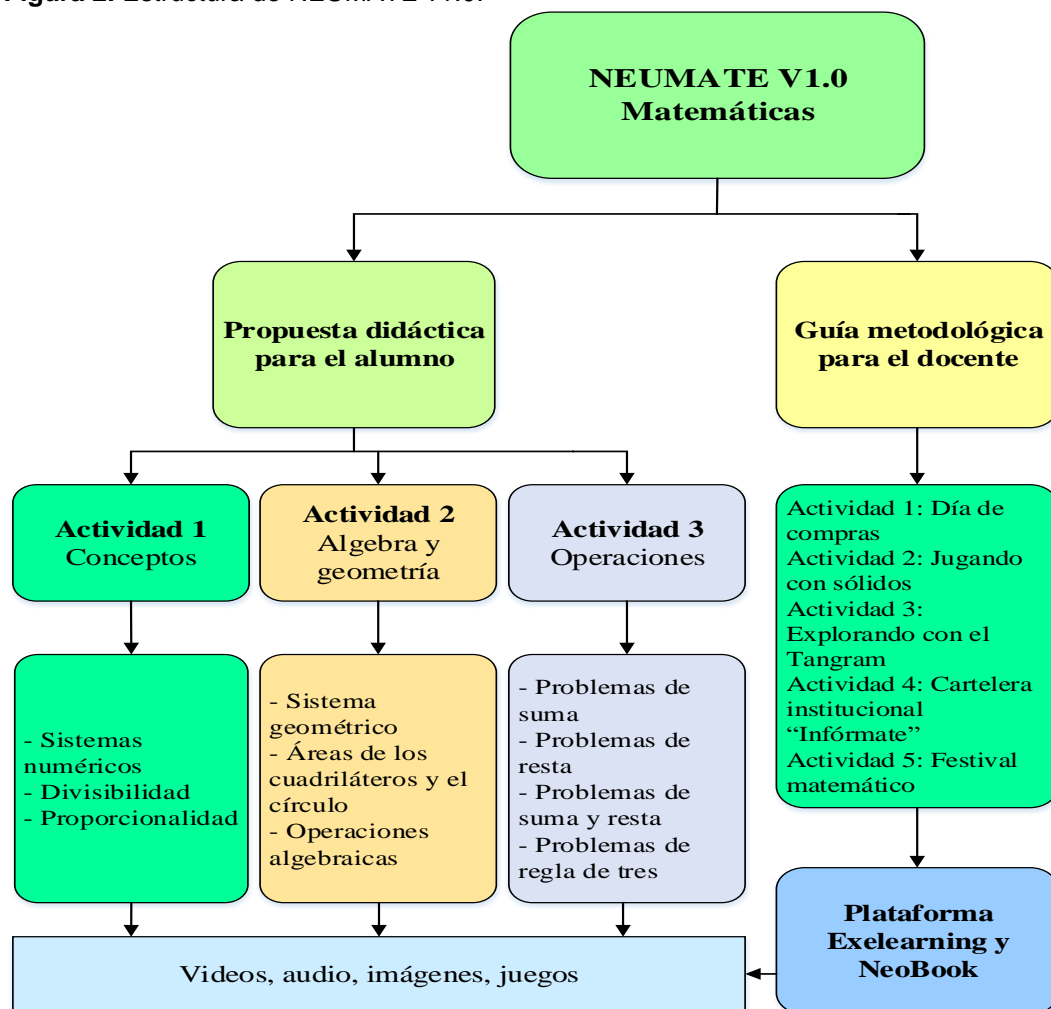 NEUMATE V1.0
Matemáticas
Propuesta didáctica
para el alumno
Guía metodológica
para el docente
Actividad 1
Conceptos
Actividad 2
Algebra y
geometría
Actividad 3
Operaciones
Actividad 1: Día de
compras
Actividad 2: Jugando
con sólidos
Actividad 3:
Explorando con el
Tangram
Actividad 4: Cartelera
institucional
“Infórmate”
Actividad 5: Festival
matemático
- Sistemas
numéricos
- Divisibilidad
- Proporcionalidad
- Sistema
geométrico
- Áreas de los
cuadriláteros y el
círculo
- Operaciones
algebraicas
- Problemas de
suma
- Problemas de
resta
- Problemas de
suma y resta
- Problemas de
regla de tres
Plataforma
Exelearning y
NeoBook
Videos, audio, imágenes, juegos